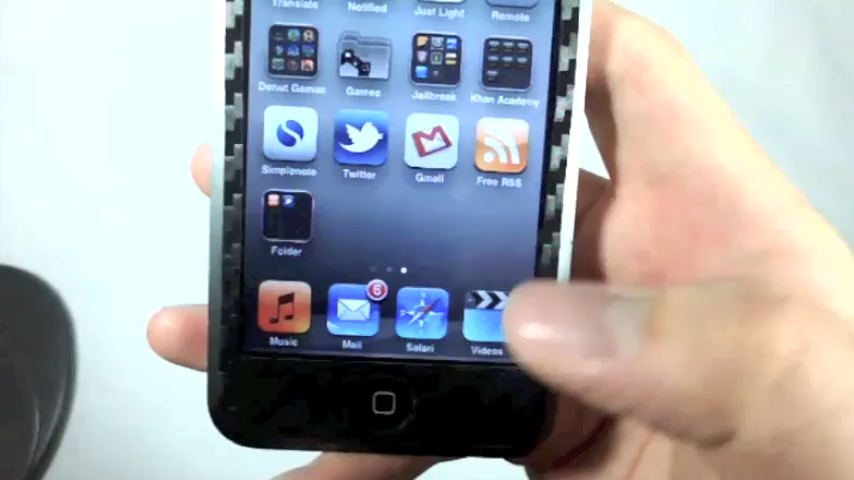 Translate Notified Just Light Remote
Donut Games Games Jailbreak Khan Academy
Simplenote Twitter Gmail Free RSS
Folder
6
Music Mail Safari Videos